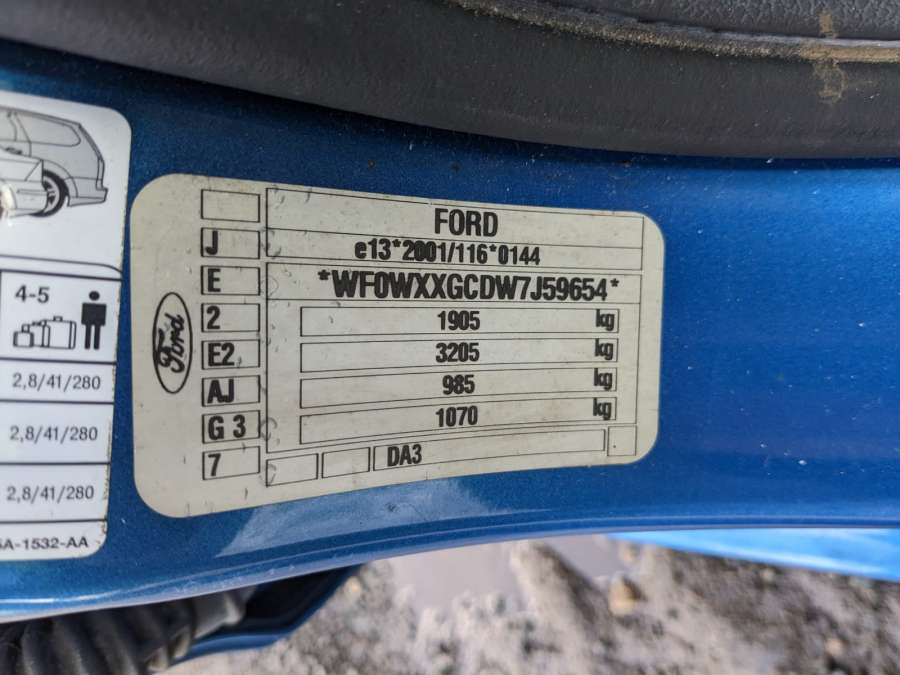 4-5
2,8/41/280
2,8/41/280
2,8/41/280
A-1532-AA
Ford
FORD
J
e13*2001/116*0144
E
*WF0WXXGCDW7J59654*
2
1905 kg
E2
3205 kg
AJ
985 kg
G 3
1070 kg
7
DA3